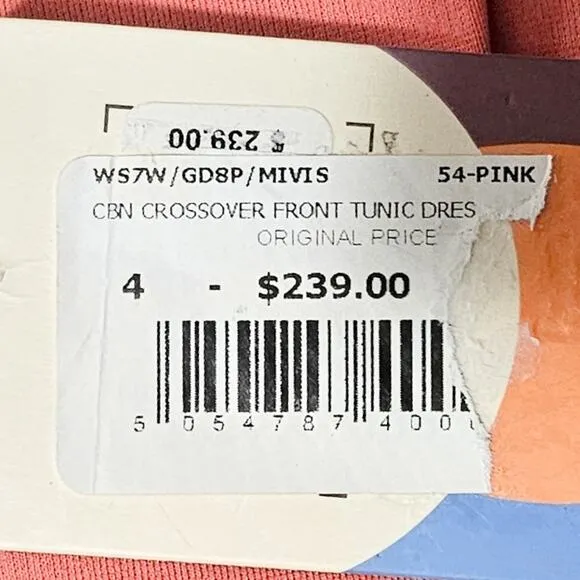 $ 239.00
WS7W/GD8P/MIVIS 54-PINK
CBN CROSSOVER FRONT TUNIC DRES
ORIGINAL PRICE
4 - $239.00
5 054787 400